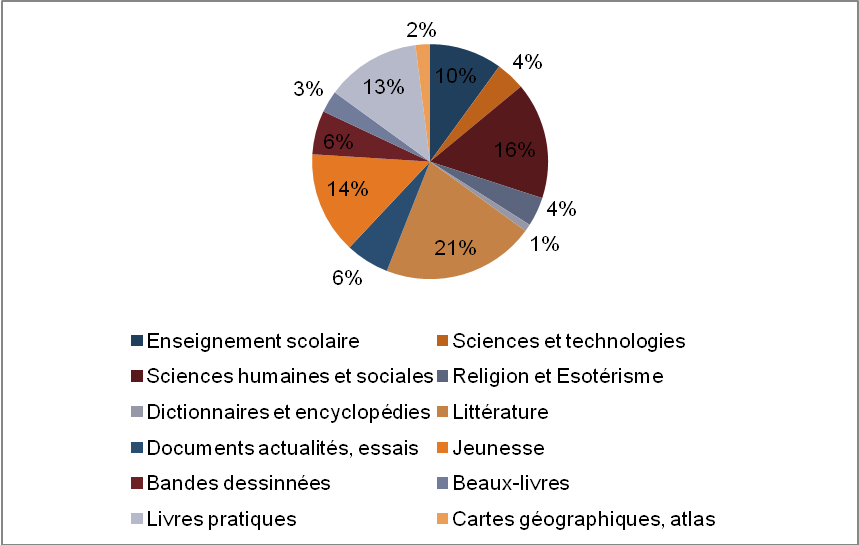 2%
10%
4%
3%
13%
6%
16%
14%
4%
1%
21%
6%
Enseignement scolaire
Sciences et technologies
Sciences humaines et sociales
Religion et Esotérisme
Dictionnaires et encyclopédies
Littérature
Documents actualités, essais
Jeunesse
Bandes dessinnées
Beaux-livres
Livres pratiques
Cartes géographiques, atlas